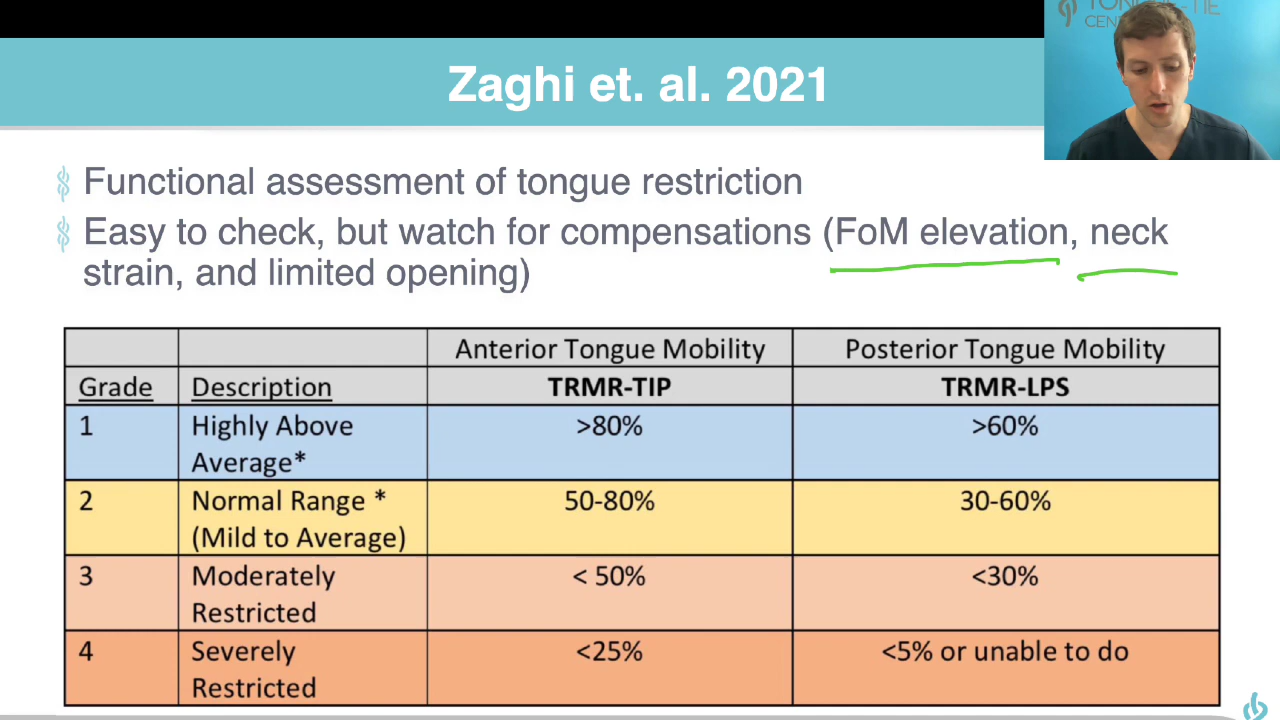 TONGUE-TIE
CENTER
Zaghi et. al. 2021
Functional assessment of tongue restriction
Easy to check, but watch for compensations (FoM elevation, neck
strain, and limited opening)
Anterior Tongue Mobility Posterior Tongue Mobility
Grade Description TRMR-TIP TRMR-LPS
1 Highly Above >80% >60%
Average*
2 Normal Range * 50-80% 30-60%
(Mild to Average)
3 Moderately < 50% <30%
Restricted
4 Severely <25% <5% or unable to do
Restricted